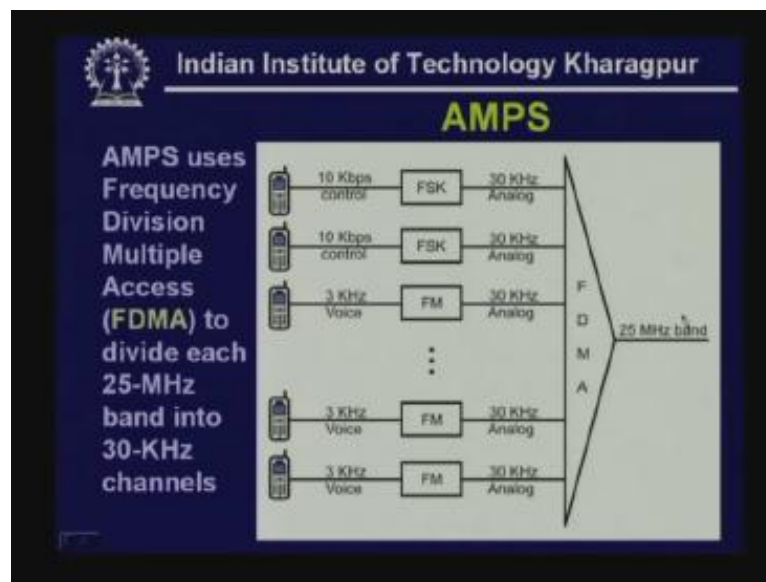 Indian Institute of Technology Kharagpur
AMPS
AMPS uses
Frequency
Division
Multiple
Access
(FDMA) to
divide each
25-MHz
band into
30-KHz
channels
10 Kbps
control
FSK
30 KHz
Analog
10 Kbps
control
FSK
30 KHz
Analog
3 KHz
Voice
FM
30 KHz
Analog
3 KHz
Voice
FM
30 KHz
Analog
3 KHz
Voice
FM
30 KHz
Analog
F
D
M
A
25 MHz band